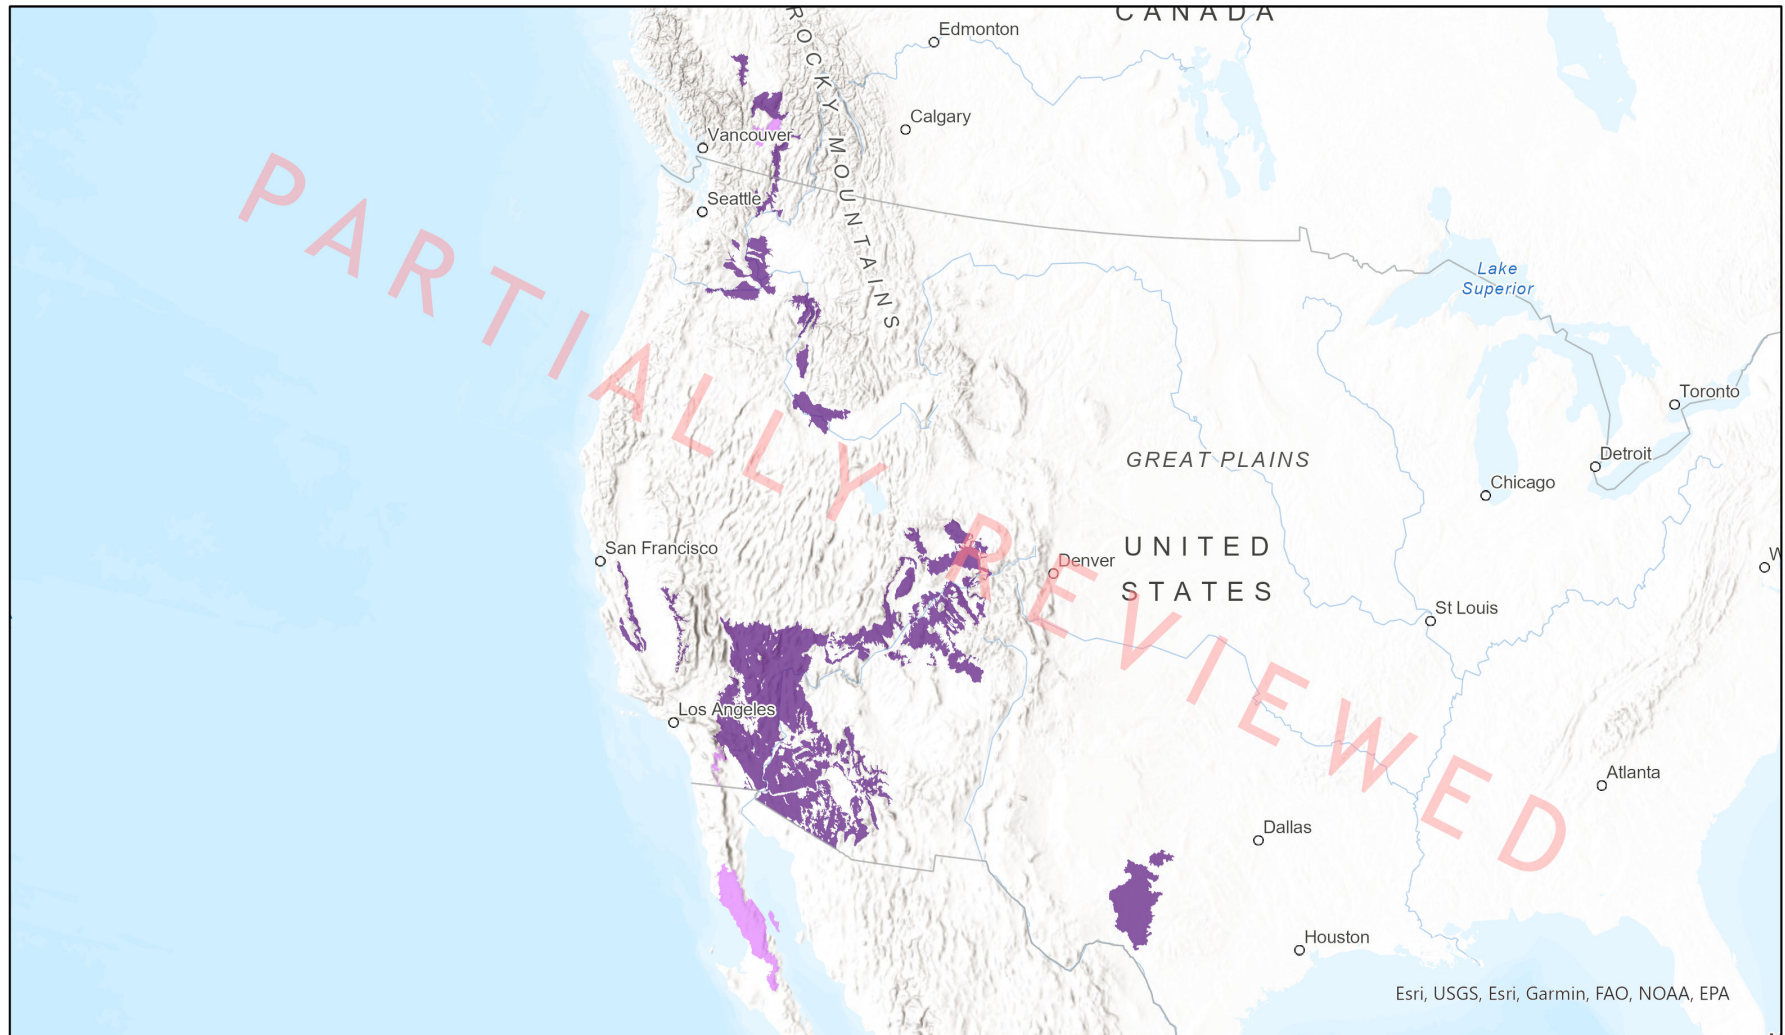 CANADA
Edmonton
ROCKY MOUNTAINS
Calgary
Vancouver
Seattle
PARTIALLY REVIEWED
Lake
Superior
Toronto
GREAT PLAINS
Detroit
Chicago
San Francisco
UNITED
STATES
Denver
W
St Louis
Los Angeles
Atlanta
Dallas
Houston
Esri, USGS, Esri, Garmin, FAO, NOAA, EPA